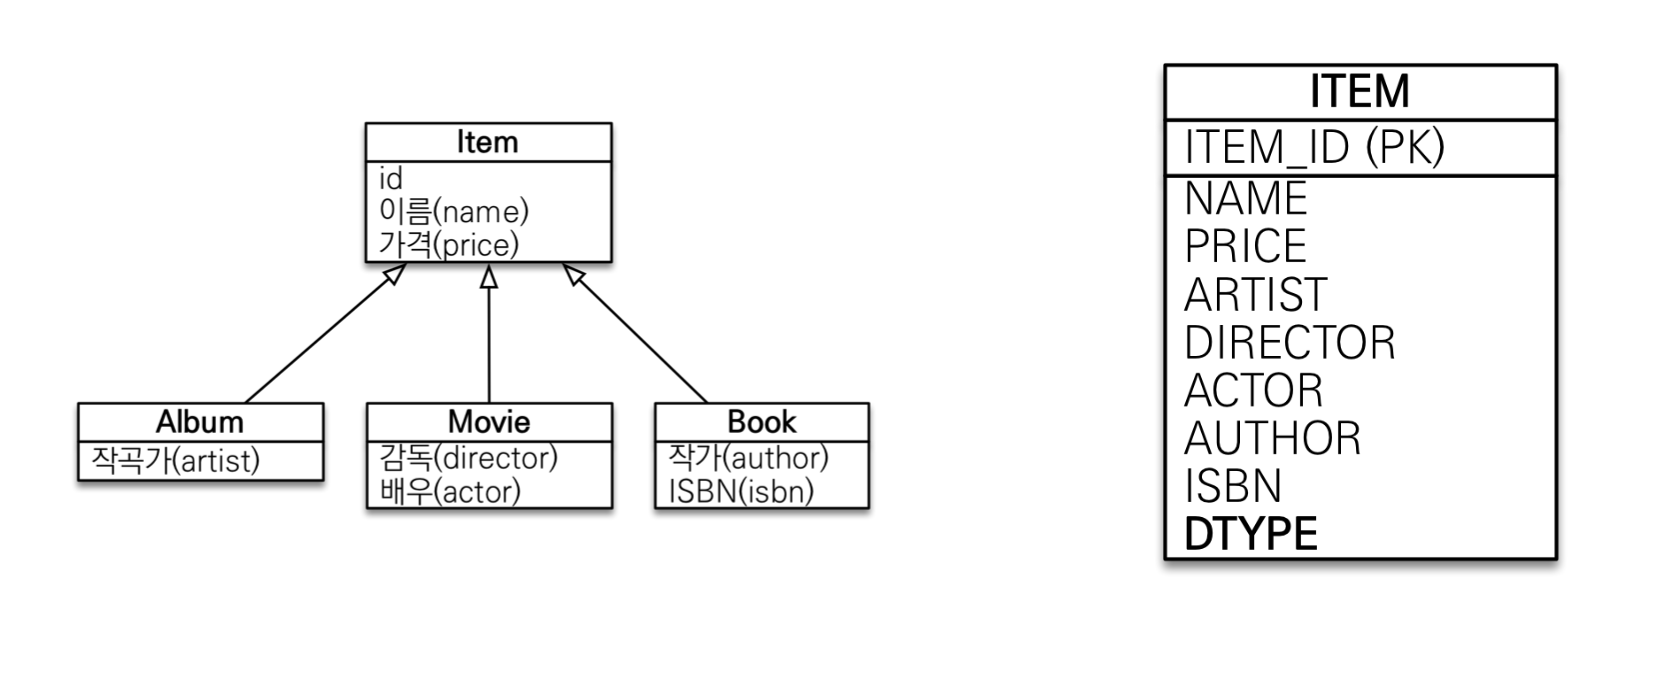 Item
id
이름(name)
가격(price)
Album
작곡가(artist)
Movie
감독(director)
배우(actor)
Book
작가(author)
ISBN(isbn)
ITEM
ITEM_ID (PK)
NAME
PRICE
ARTIST
DIRECTOR
ACTOR
AUTHOR
ISBN
DTYPE